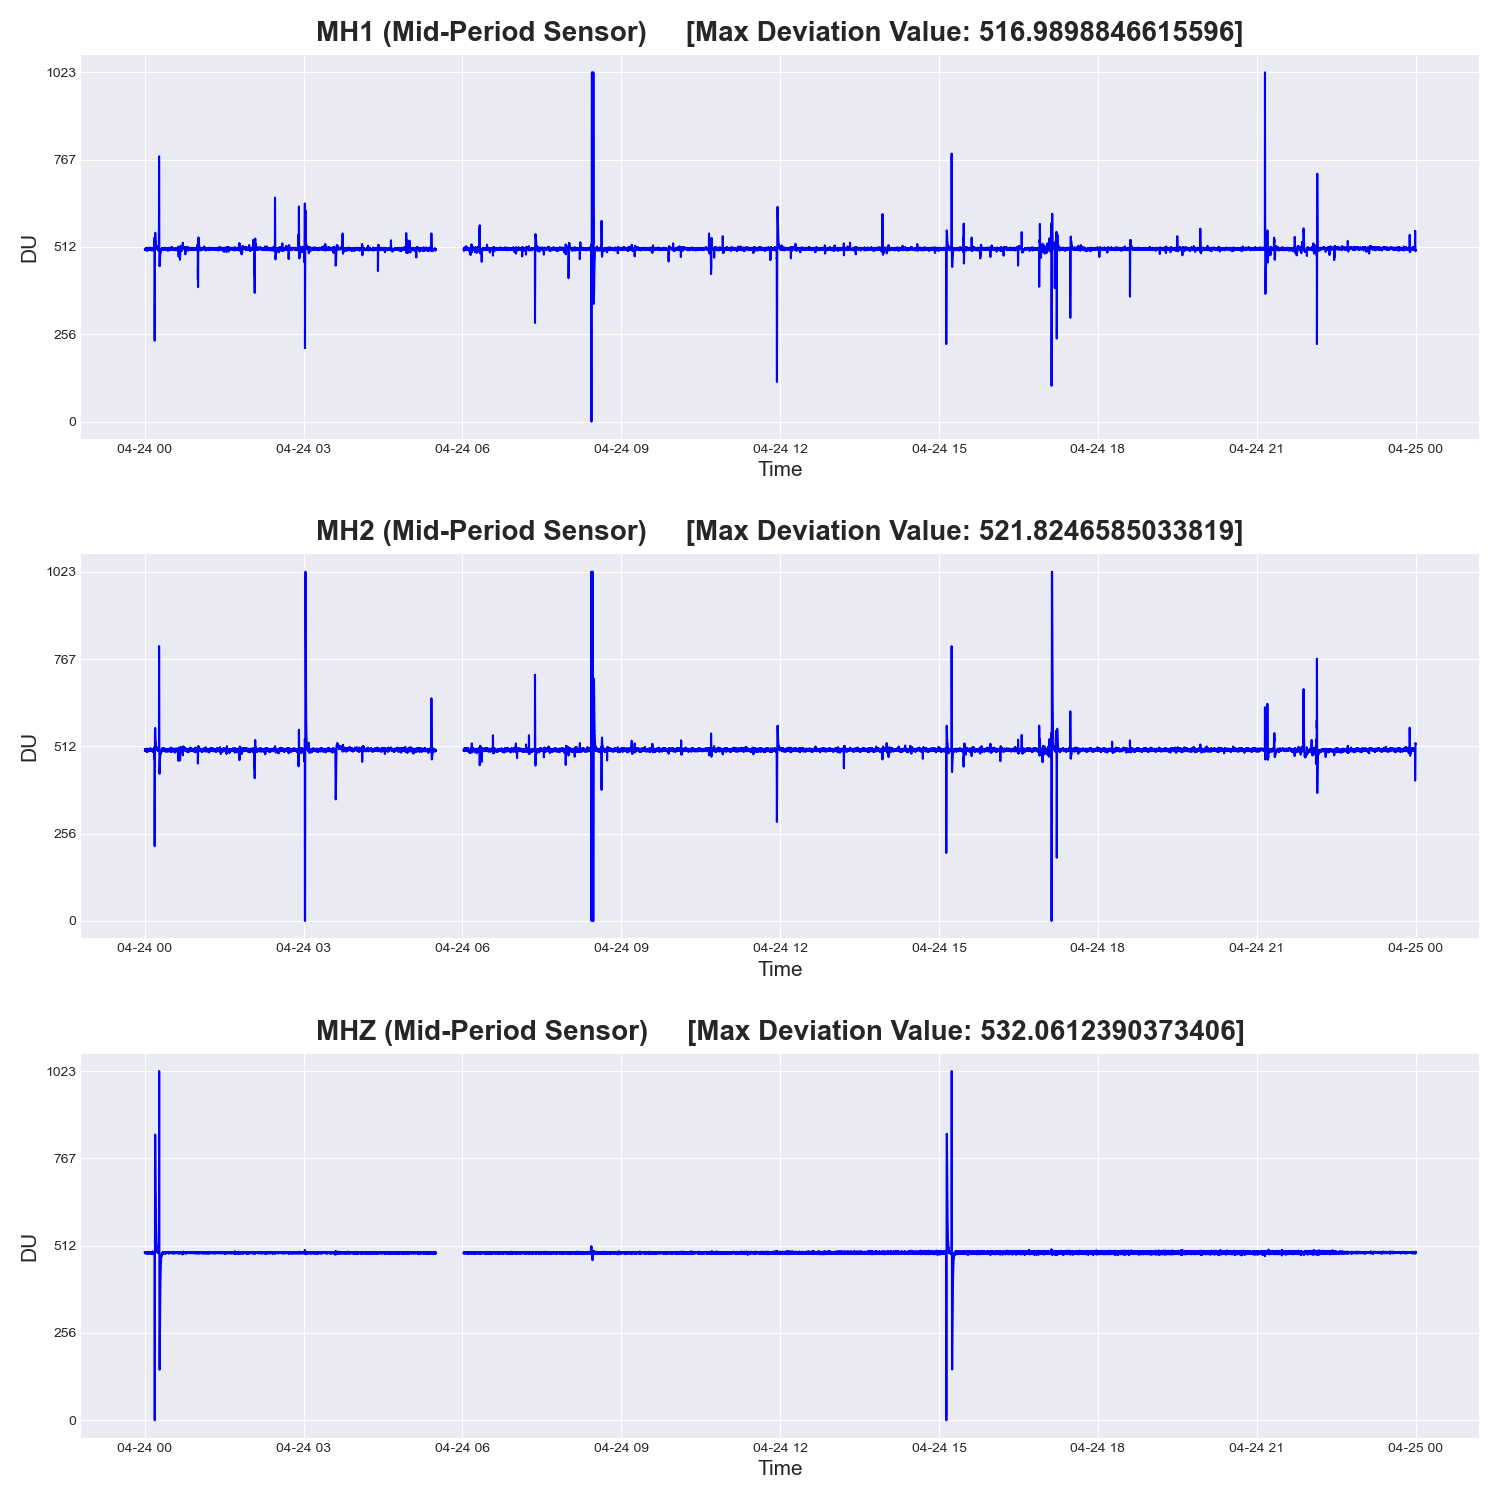 MH1 (Mid-Period Sensor) [Max Deviation Value: 516.9898846615596]
1023
767
512
256
0
DU
04-24 00 04-24 03 04-24 06 04-24 09 04-24 12 04-24 15 04-24 18 04-24 21 04-25 00
Time
MH2 (Mid-Period Sensor) [Max Deviation Value: 521.8246585033819]
1023
767
512
256
0
DU
04-24 00 04-24 03 04-24 06 04-24 09 04-24 12 04-24 15 04-24 18 04-24 21 04-25 00
Time
MHZ (Mid-Period Sensor) [Max Deviation Value: 532.0612390373406]
1023
767
512
256
0
DU
04-24 00 04-24 03 04-24 06 04-24 09 04-24 12 04-24 15 04-24 18 04-24 21 04-25 00
Time